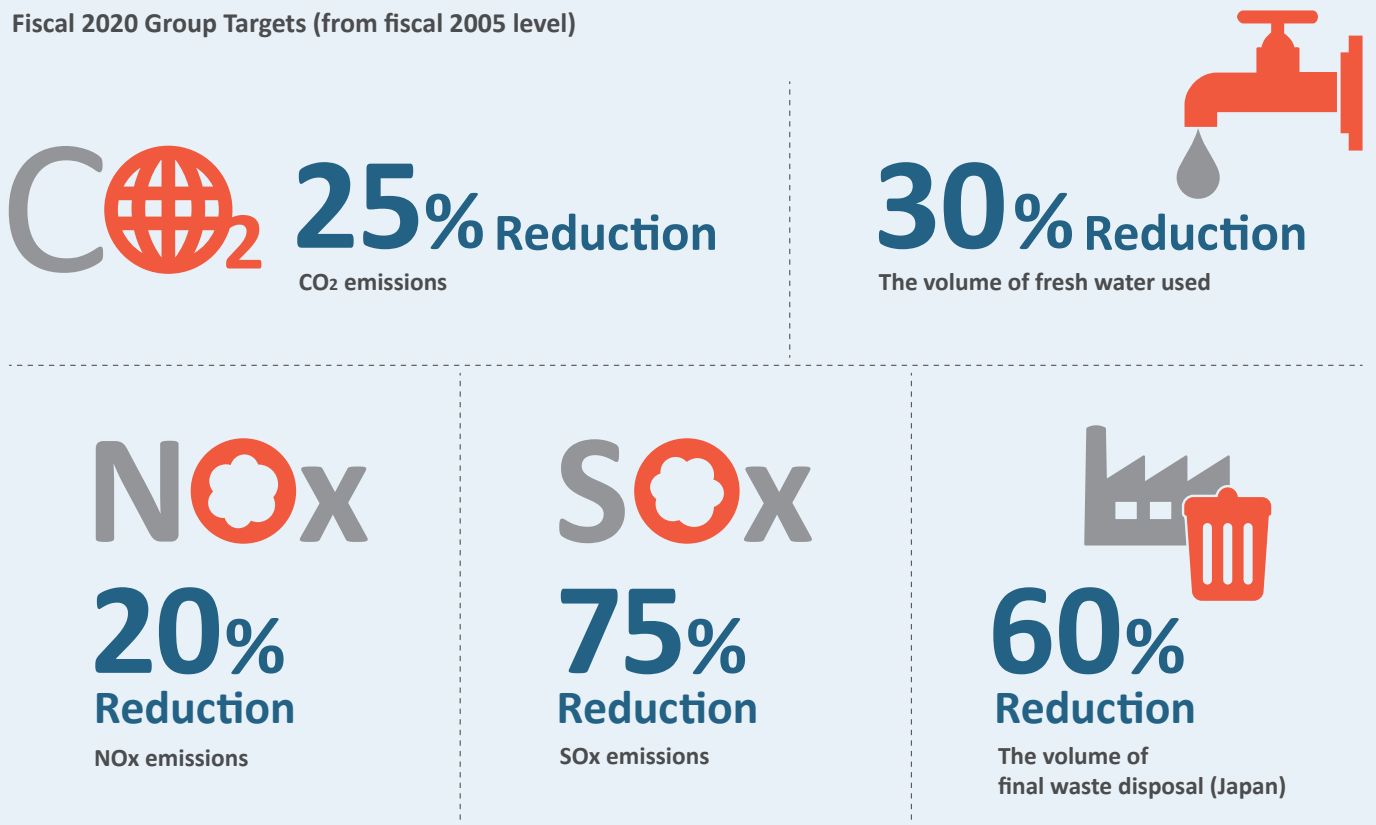 Fiscal 2020 Group Targets (from fiscal 2005 level)
CO2
25% Reduction
CO2 emissions
30% Reduction
The volume of fresh water used
NOx
20%
Reduction
NOx emissions
SOx
75%
Reduction
SOx emissions
60%
Reduction
The volume of
final waste disposal (Japan)